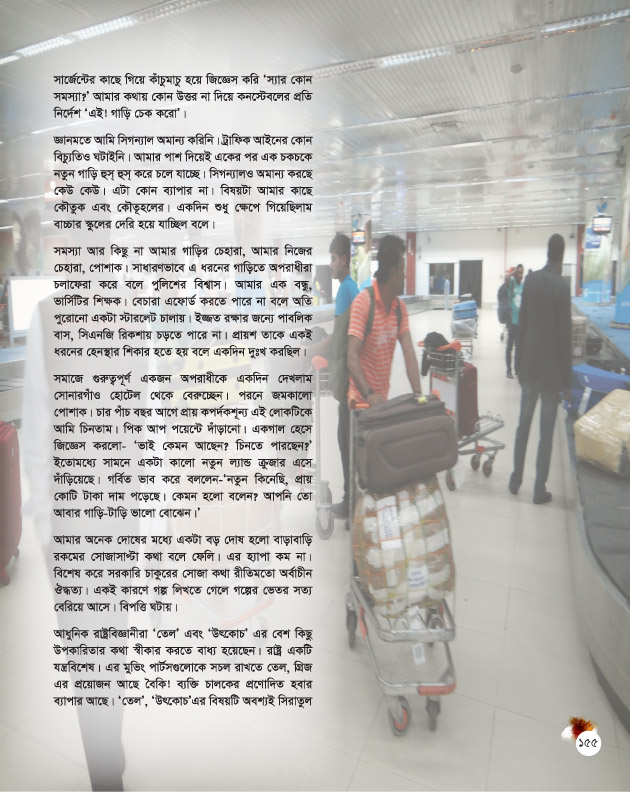 সার্জেন্টের কাছে গিয়ে কাঁচুমাচু হয়ে জিজ্ঞেস করি ‘স্যার কোন
সমস্যা?’ আমার কথায় কোন উত্তর না দিয়ে কনস্টেবলের প্রতি
নির্দেশ ‘এই! গাড়ি চেক করো’।
জ্ঞানমতে আমি সিগন্যাল অমান্য করিনি। ট্রাফিক আইনের কোন
বিচ্যুতিও ঘটাইনি। আমার পাশ দিয়েই একের পর এক চকচকে
নতুন গাড়ি হুস্ হুস্ করে চলে যাচ্ছে। সিগন্যালও অমান্য করছে
কেউ কেউ। এটা কোন ব্যাপার না। বিষয়টা আমার কাছে
কৌতুক এবং কৌতূহলের। একদিন শুধু ক্ষেপে গিয়েছিলাম
বাচ্চার স্কুলের দেরি হয়ে যাচ্ছিল বলে।
সমস্যা আর কিছু না আমার গাড়ির চেহারা, আমার নিজের
চেহারা, পোশাক। সাধারণভাবে এ ধরনের গাড়িতে অপরাধীরা
চলাফেরা করে বলে পুলিশের বিশ্বাস। আমার এক বন্ধু,
ভার্সিটির শিক্ষক। বেচারা এফোর্ড করতে পারে না বলে অতি
পুরোনো একটা স্টারলেট চালায়। ইজ্জত রক্ষার জন্যে পাবলিক
বাস, সিএনজি রিকশায় চড়তে পারে না। প্রায়শ তাকে একই
ধরনের হেনস্থার শিকার হতে হয় বলে একদিন দুঃখ করছিল।
সমাজে গুরুত্বপূর্ণ একজন অপরাধীকে একদিন দেখলাম
সোনারগাঁও হোটেল থেকে বেরুচ্ছেন। পরনে জমকালো
পোশাক। চার পাঁচ বছর আগে প্রায় কপর্দকশূন্য এই লোকটিকে
আমি চিনতাম। পিক আপ পয়েন্টে দাঁড়ানো। একগাল হেসে
জিজ্ঞেস করলো- ‘ভাই কেমন আছেন? চিনতে পারছেন?’
ইতোমধ্যে সামনে একটা কালো নতুন ল্যান্ড ক্রুজার এসে
দাঁড়িয়েছে। গর্বিত ভাব করে বললেন-‘নতুন কিনেছি, প্রায়
কোটি টাকা দাম পড়েছে। কেমন হলো বলেন? আপনি তো
আবার গাড়ি-টাড়ি ভালো বোঝেন।’
আমার অনেক দোষের মধ্যে একটা বড় দোষ হলো বাড়াবাড়ি
রকমের সোজাসাপ্টা কথা বলে ফেলি। এর হ্যাপা কম না।
বিশেষ করে সরকারি চাকুরের সোজা কথা রীতিমতো অর্বাচীন
ঔদ্ধত্য। একই কারণে গল্প লিখতে গেলে গল্পের ভেতর সত্য
বেরিয়ে আসে। বিপত্তি ঘটায়।
আধুনিক রাষ্ট্রবিজ্ঞানীরা ‘তেল’ এবং ‘উৎকোচ’ এর বেশ কিছু
উপকারিতার কথা স্বীকার করতে বাধ্য হয়েছেন। রাষ্ট্র একটি
যন্ত্রবিশেষ। এর মুভিং পার্টসগুলোকে সচল রাখতে তেল, গ্রিজ
এর প্রয়োজন আছে বৈকি! ব্যক্তি চালকের প্রণোদিত হবার
ব্যাপার আছে। ‘তেল’, ‘উৎকোচ’এর বিষয়টি অবশ্যই সিরাতুল
১৫৫